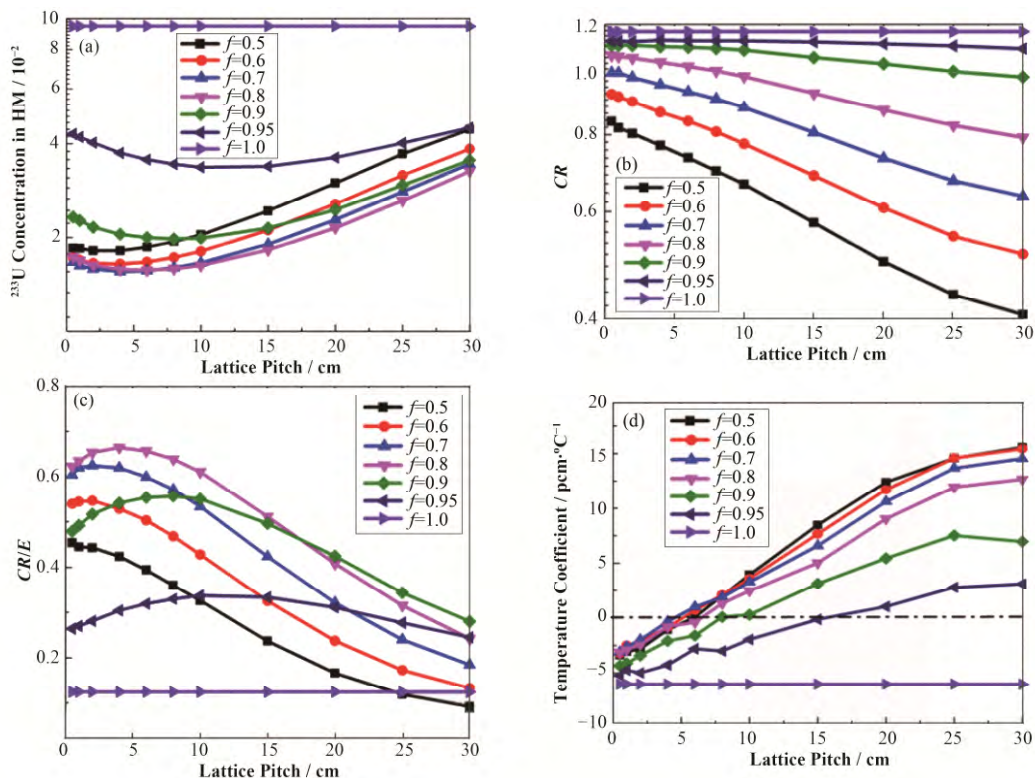 (a)
²³³U Concentration in HM / 10⁻²
10
8
6
4
2
f=0.5
f=0.6
f=0.7
f=0.8
f=0.9
f=0.95
f=1.0
0 5 10 15 20 25 30
Lattice Pitch / cm
(b)
CR
1.2
1.0
0.8
0.6
0.4
f=0.5
f=0.6
f=0.7
f=0.8
f=0.9
f=0.95
f=1.0
0 5 10 15 20 25 30
Lattice Pitch / cm
(c)
CR/E
0.8
0.6
0.4
0.2
f=0.5
f=0.6
f=0.7
f=0.8
f=0.9
f=0.95
f=1.0
0 5 10 15 20 25 30
Lattice Pitch / cm
(d)
Temperature Coefficient / pcm·°C⁻¹
20
15
10
5
0
−5
−10
f=0.5
f=0.6
f=0.7
f=0.8
f=0.9
f=0.95
f=1.0
0 5 10 15 20 25 30
Lattice Pitch / cm